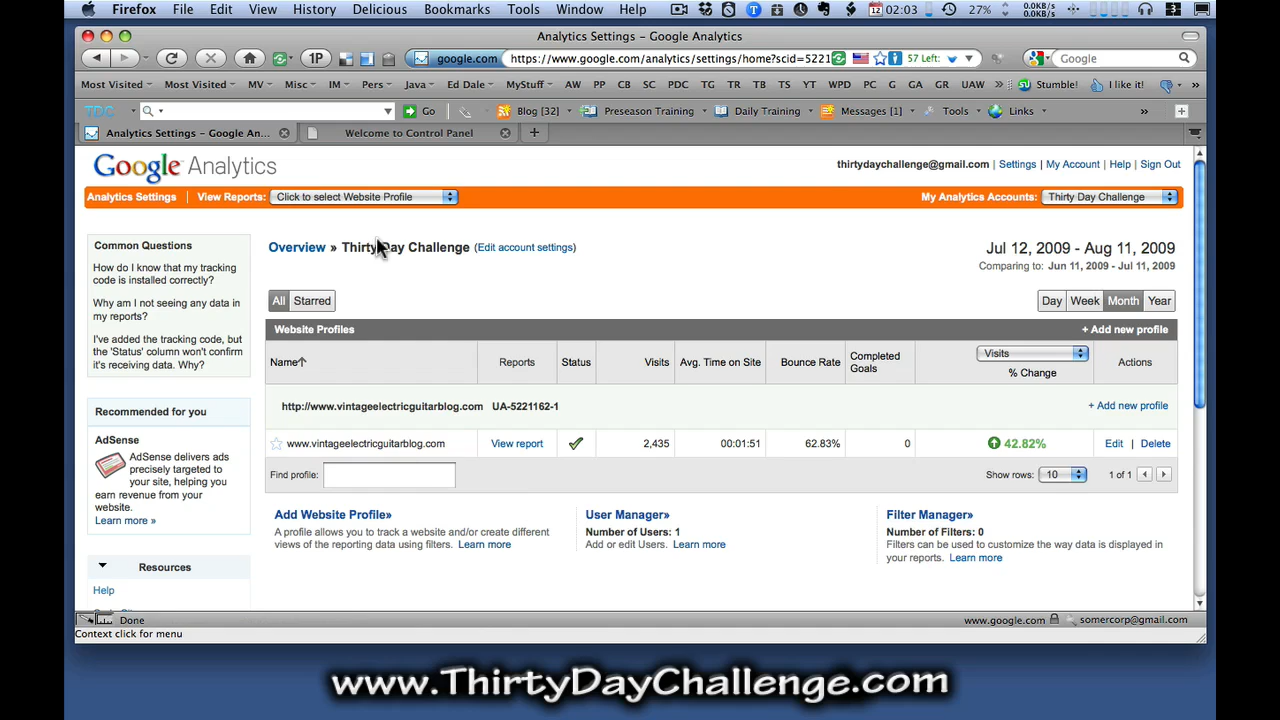 Firefox File Edit View History Delicious Bookmarks Tools Window Help 02:03 27% 0.0KB/s 0.0KB/s
Analytics Settings - Google Analytics
1P google.com https://www.google.com/analytics/settings/home?scid=5221 57 Left: Google
Most Visited Most Visited MV Misc IM Pers Java Ed Dale MyStuff AW PP CB SC PDC TG TR TB TS YT WPD PC G GA GR UAW » Stumble! I like it! »
TDC Go Blog [32] Preseason Training Daily Training Messages [1] Tools Links »
Analytics Settings - Google An... Welcome to Control Panel
Google Analytics
thirtydaychallenge@gmail.com | Settings | My Account | Help | Sign Out
Analytics Settings | View Reports: Click to select Website Profile My Analytics Accounts: Thirty Day Challenge
Common Questions
How do I know that my tracking
code is installed correctly?
Why am I not seeing any data in
my reports?
I've added the tracking code, but
the 'Status' column won't confirm
it's receiving data. Why?
Recommended for you
AdSense
AdSense delivers ads
precisely targeted to
your site, helping you
earn revenue from your
website.
Learn more »
Resources
Help
Overview » Thirty Day Challenge (Edit account settings)
Jul 12, 2009 - Aug 11, 2009
Comparing to: Jun 11, 2009 - Jul 11, 2009
All Starred Day Week Month Year
Website Profiles + Add new profile
Name Reports Status Visits Avg. Time on Site Bounce Rate Completed Goals Visits % Change Actions
http://www.vintageelectricguitarblog.com UA-5221162-1 + Add new profile
www.vintageelectricguitarblog.com View report 2,435 00:01:51 62.83% 0 42.82% Edit | Delete
Find profile: Show rows: 10 1 of 1
Add Website Profile»
A profile allows you to track a website and/or create different
views of the reporting data using filters. Learn more
User Manager»
Number of Users: 1
Add or edit Users. Learn more
Filter Manager»
Number of Filters: 0
Filters can be used to customize the way data is displayed in
your reports. Learn more
Done www.google.com somercorp@gmail.com
Context click for menu
www.ThirtyDayChallenge.com